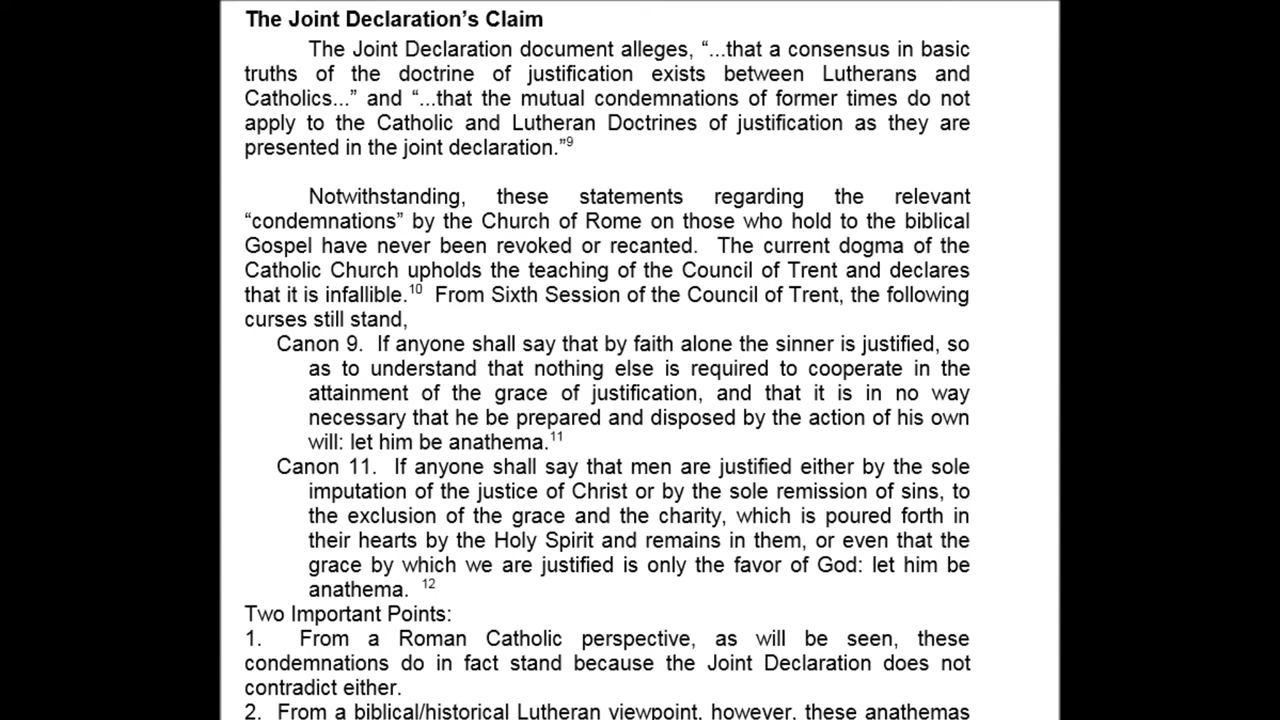 The Joint Declaration’s Claim
The Joint Declaration document alleges, “...that a consensus in basic
truths of the doctrine of justification exists between Lutherans and
Catholics...” and “...that the mutual condemnations of former times do not
apply to the Catholic and Lutheran Doctrines of justification as they are
presented in the joint declaration.”9
Notwithstanding, these statements regarding the relevant
“condemnations” by the Church of Rome on those who hold to the biblical
Gospel have never been revoked or recanted. The current dogma of the
Catholic Church upholds the teaching of the Council of Trent and declares
that it is infallible.10 From Sixth Session of the Council of Trent, the following
curses still stand,
Canon 9. If anyone shall say that by faith alone the sinner is justified, so
as to understand that nothing else is required to cooperate in the
attainment of the grace of justification, and that it is in no way
necessary that he be prepared and disposed by the action of his own
will: let him be anathema.11
Canon 11. If anyone shall say that men are justified either by the sole
imputation of the justice of Christ or by the sole remission of sins, to
the exclusion of the grace and the charity, which is poured forth in
their hearts by the Holy Spirit and remains in them, or even that the
grace by which we are justified is only the favor of God: let him be
anathema. 12
Two Important Points:
1. From a Roman Catholic perspective, as will be seen, these
condemnations do in fact stand because the Joint Declaration does not
contradict either.
2. From a biblical/historical Lutheran viewpoint, however, these anathemas